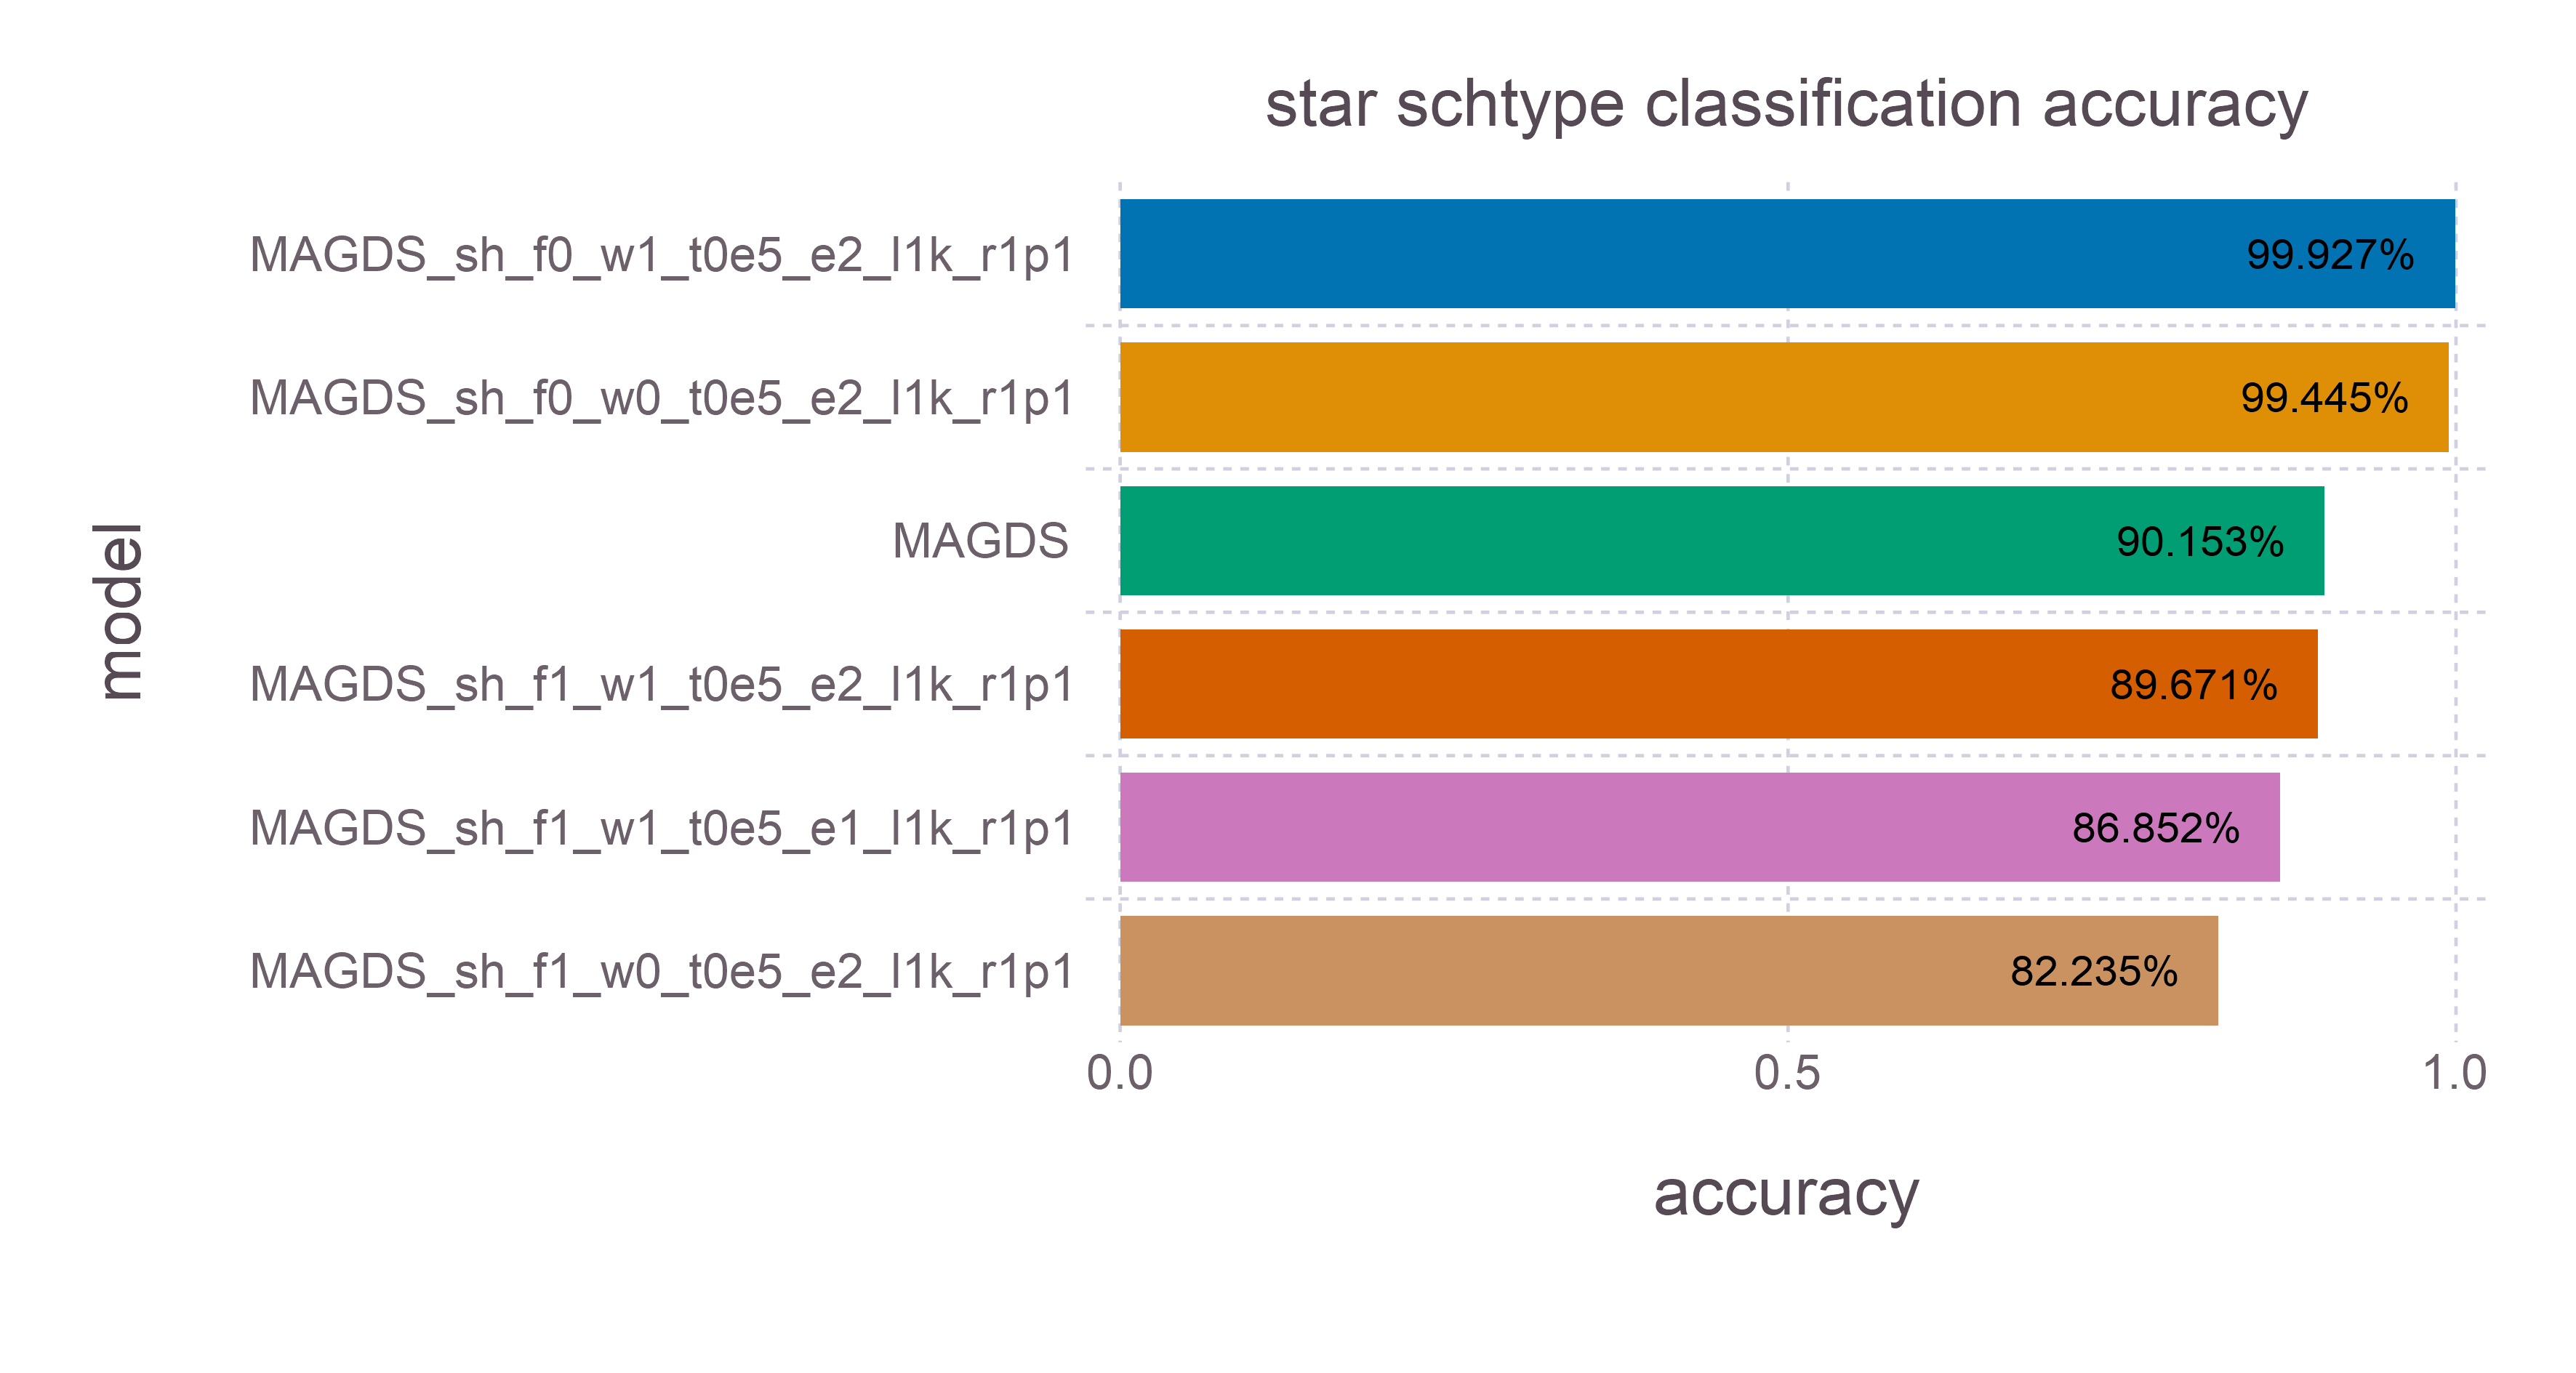 star schtype classification accuracy
model
MAGDS_sh_f0_w1_t0e5_e2_l1k_r1p1
99.927%
MAGDS_sh_f0_w0_t0e5_e2_l1k_r1p1
99.445%
MAGDS
90.153%
MAGDS_sh_f1_w1_t0e5_e2_l1k_r1p1
89.671%
MAGDS_sh_f1_w1_t0e5_e1_l1k_r1p1
86.852%
MAGDS_sh_f1_w0_t0e5_e2_l1k_r1p1
82.235%
0.0 0.5 1.0
accuracy